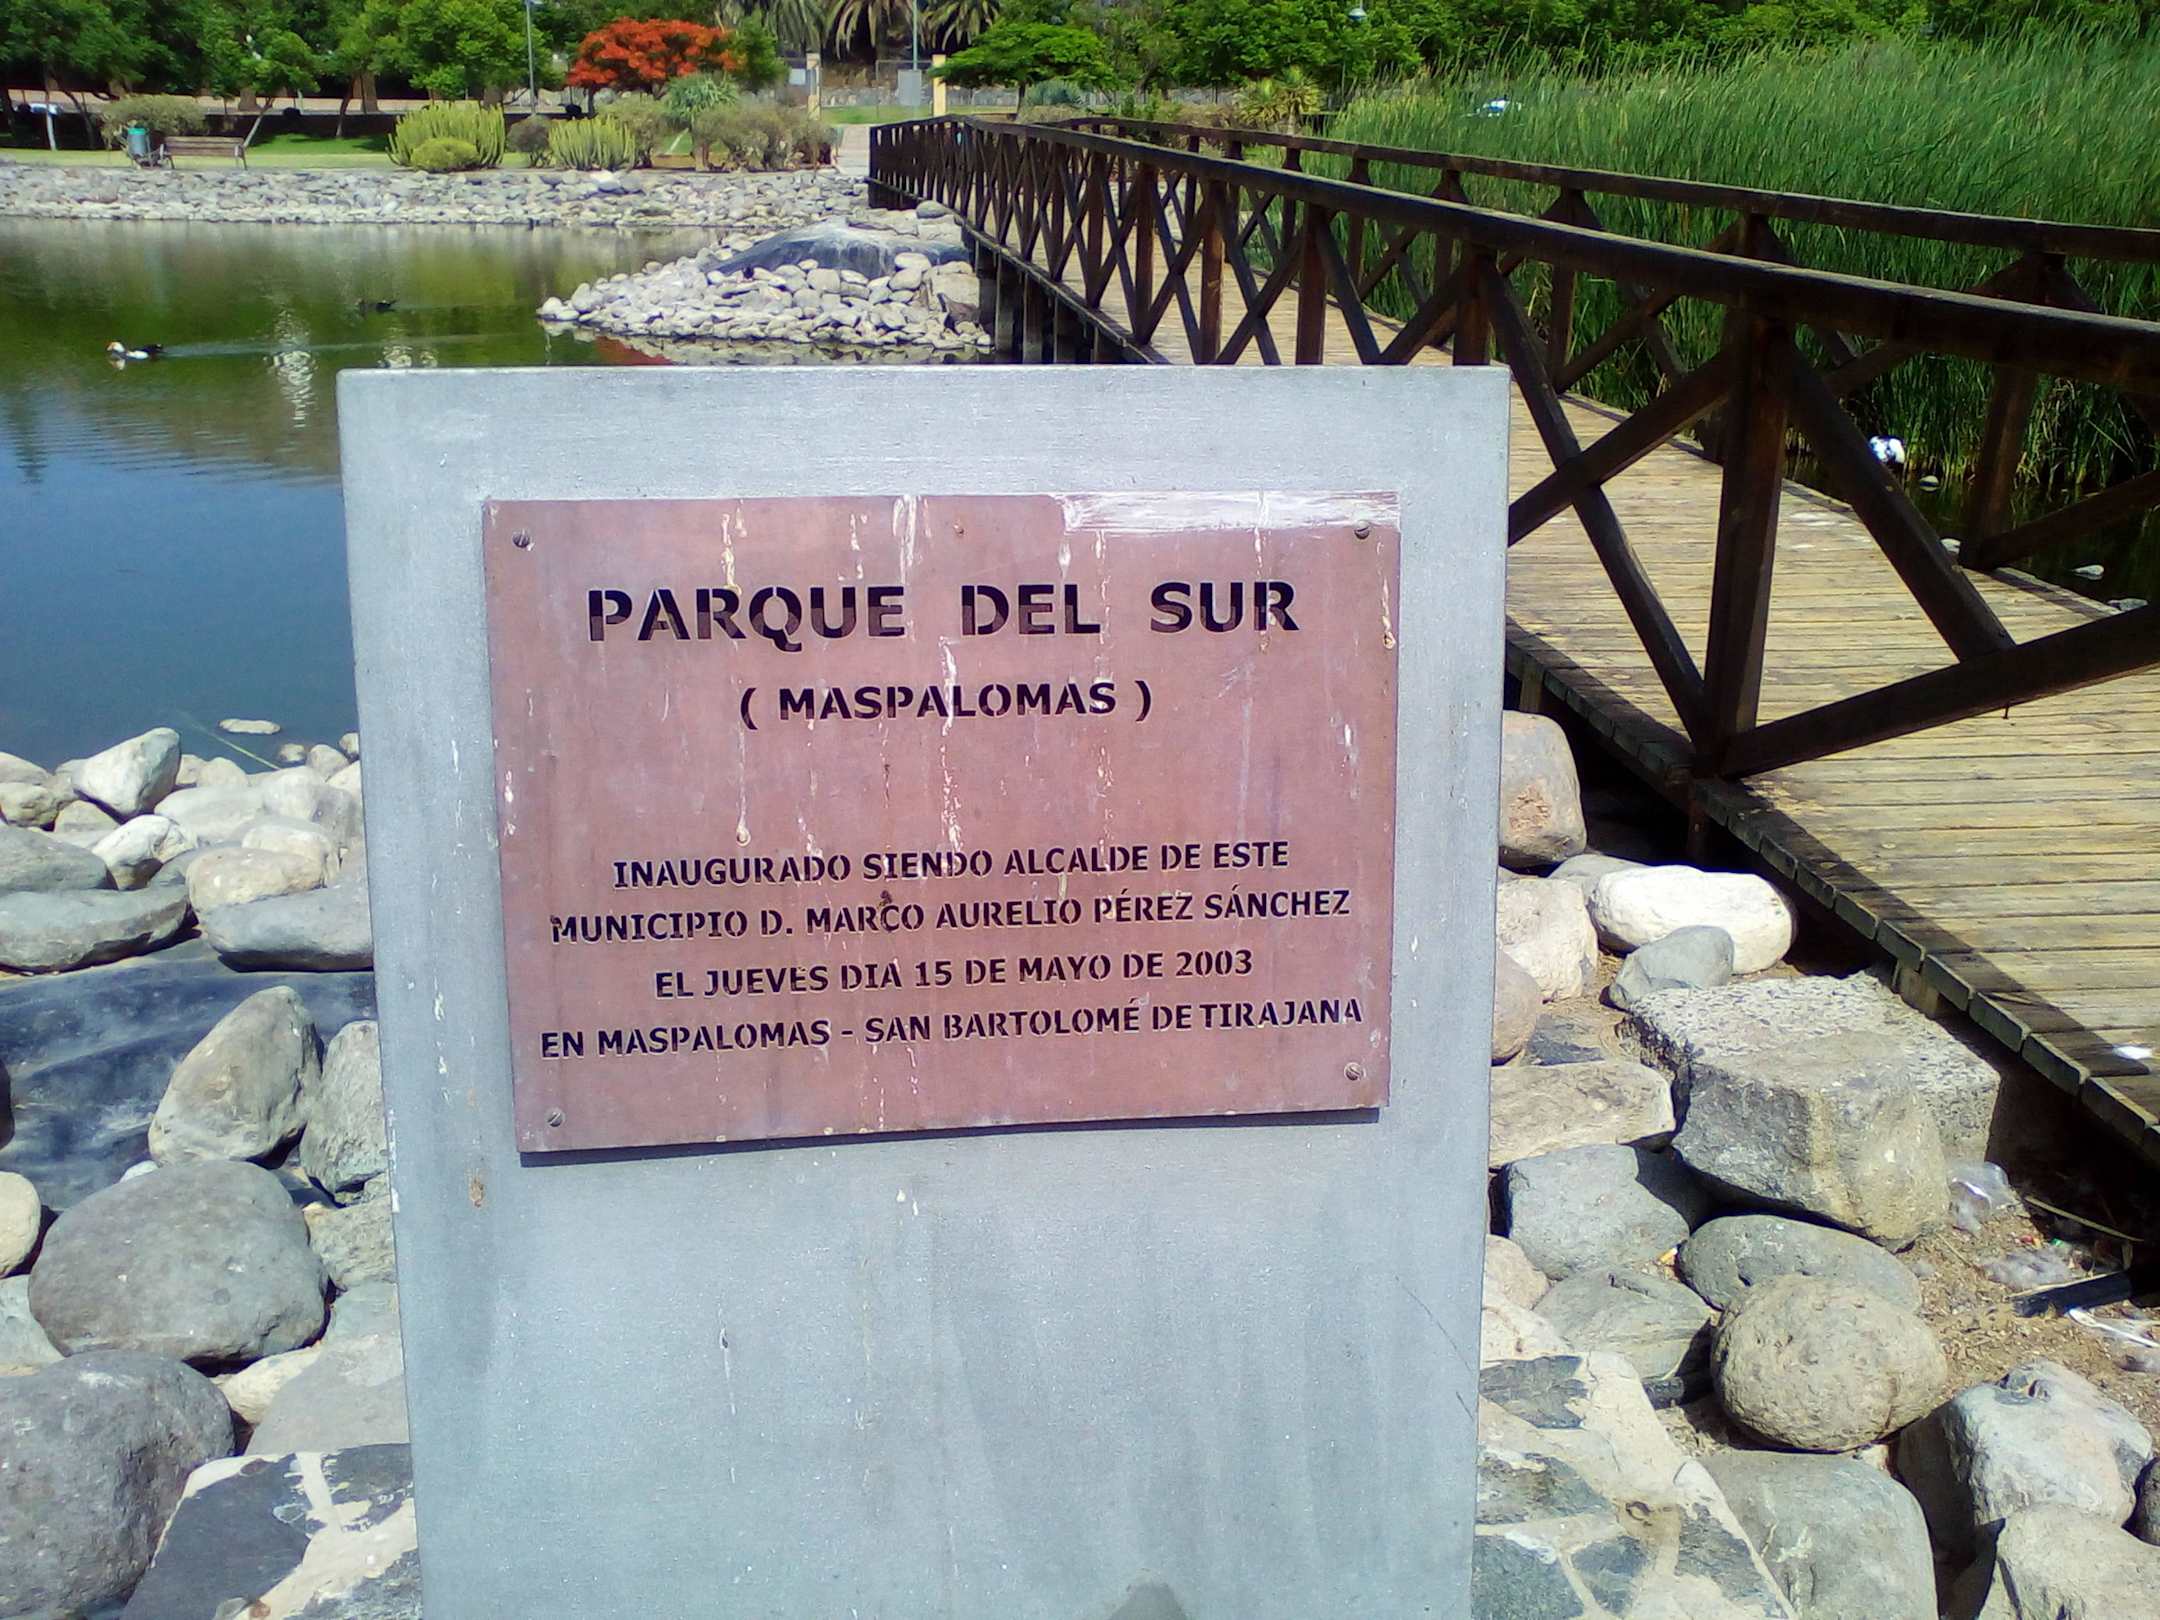 PARQUE DEL SUR
( MASPALOMAS )
INAUGURADO SIENDO ALCALDE DE ESTE
MUNICIPIO D. MARCO AURELIO PÉREZ SÁNCHEZ
EL JUEVES DIA 15 DE MAYO DE 2003
EN MASPALOMAS - SAN BARTOLOMÉ DE TIRAJANA